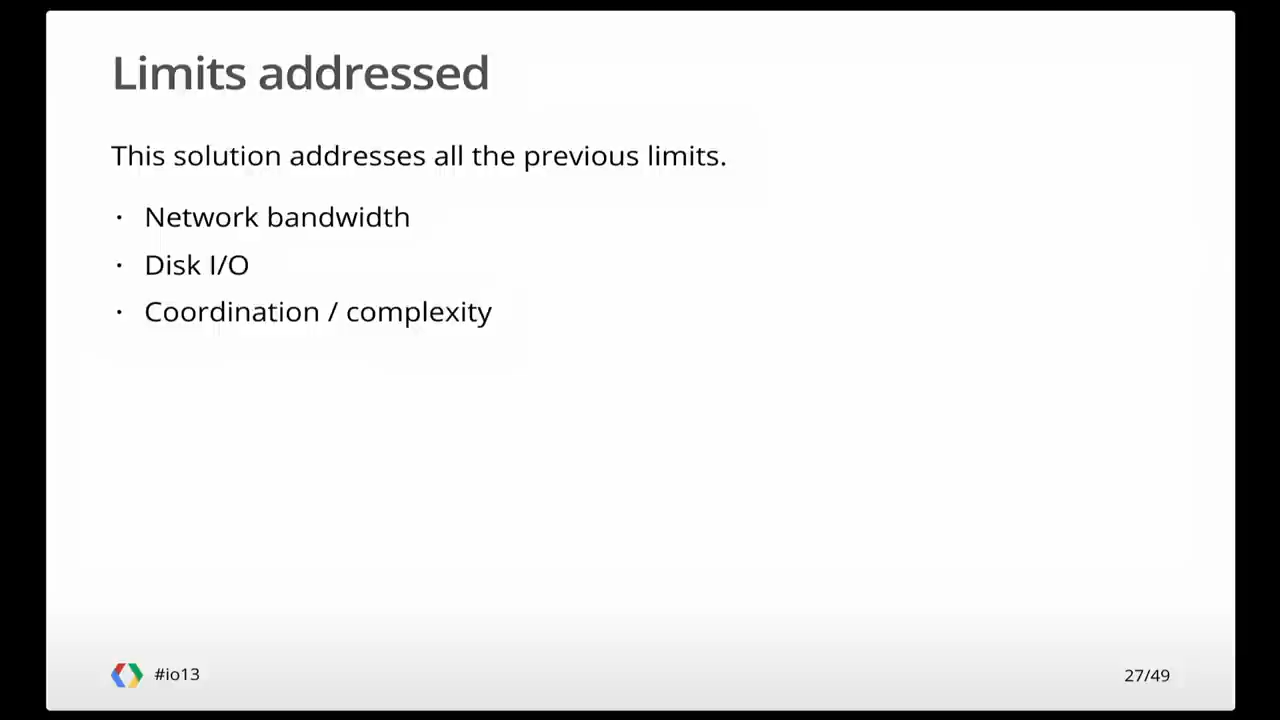 Limits addressed
This solution addresses all the previous limits.
· Network bandwidth
· Disk I/O
· Coordination / complexity
#io13
27/49